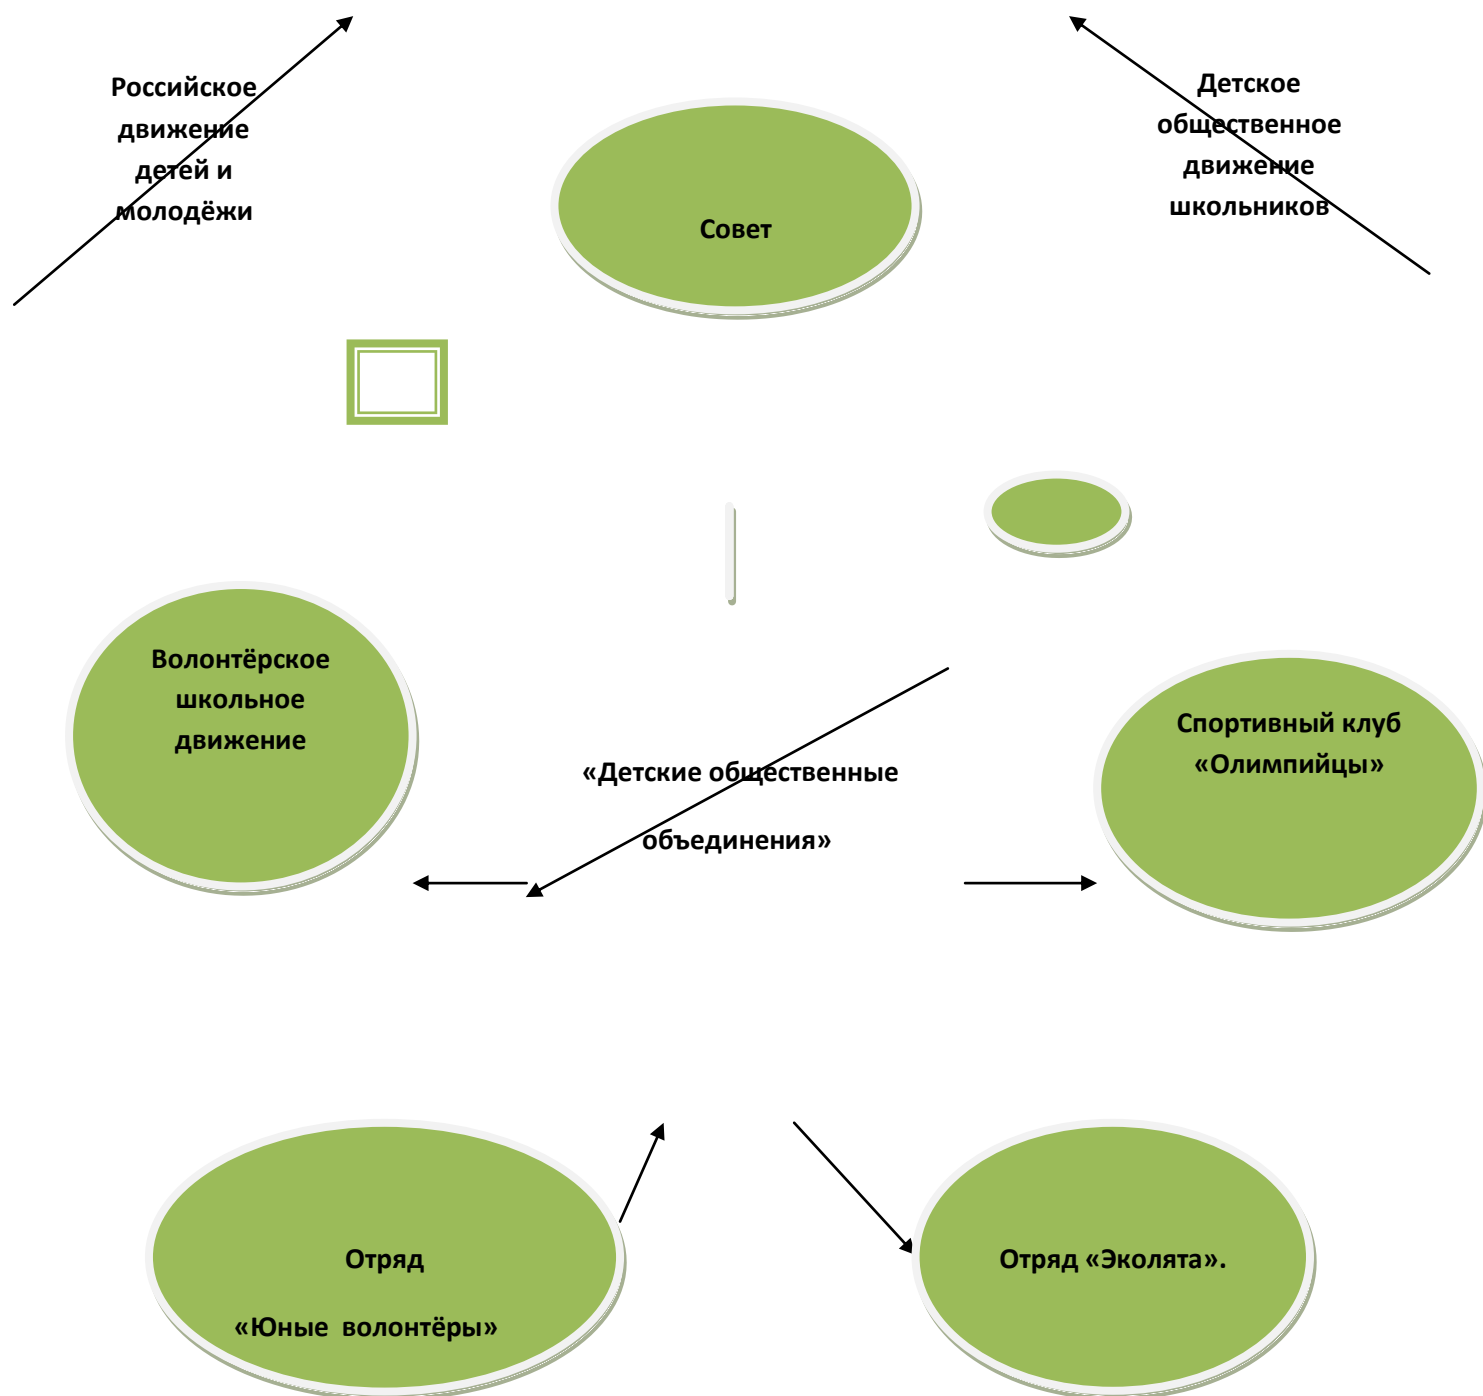 Российское
движение
детей и
молодёжи
Детское
общественное
движение
школьников
Совет
Волонтёрское
школьное
движение
Спортивный клуб
«Олимпийцы»
«Детские общественные
объединения»
Отряд
«Юные волонтёры»
Отряд «Эколята».